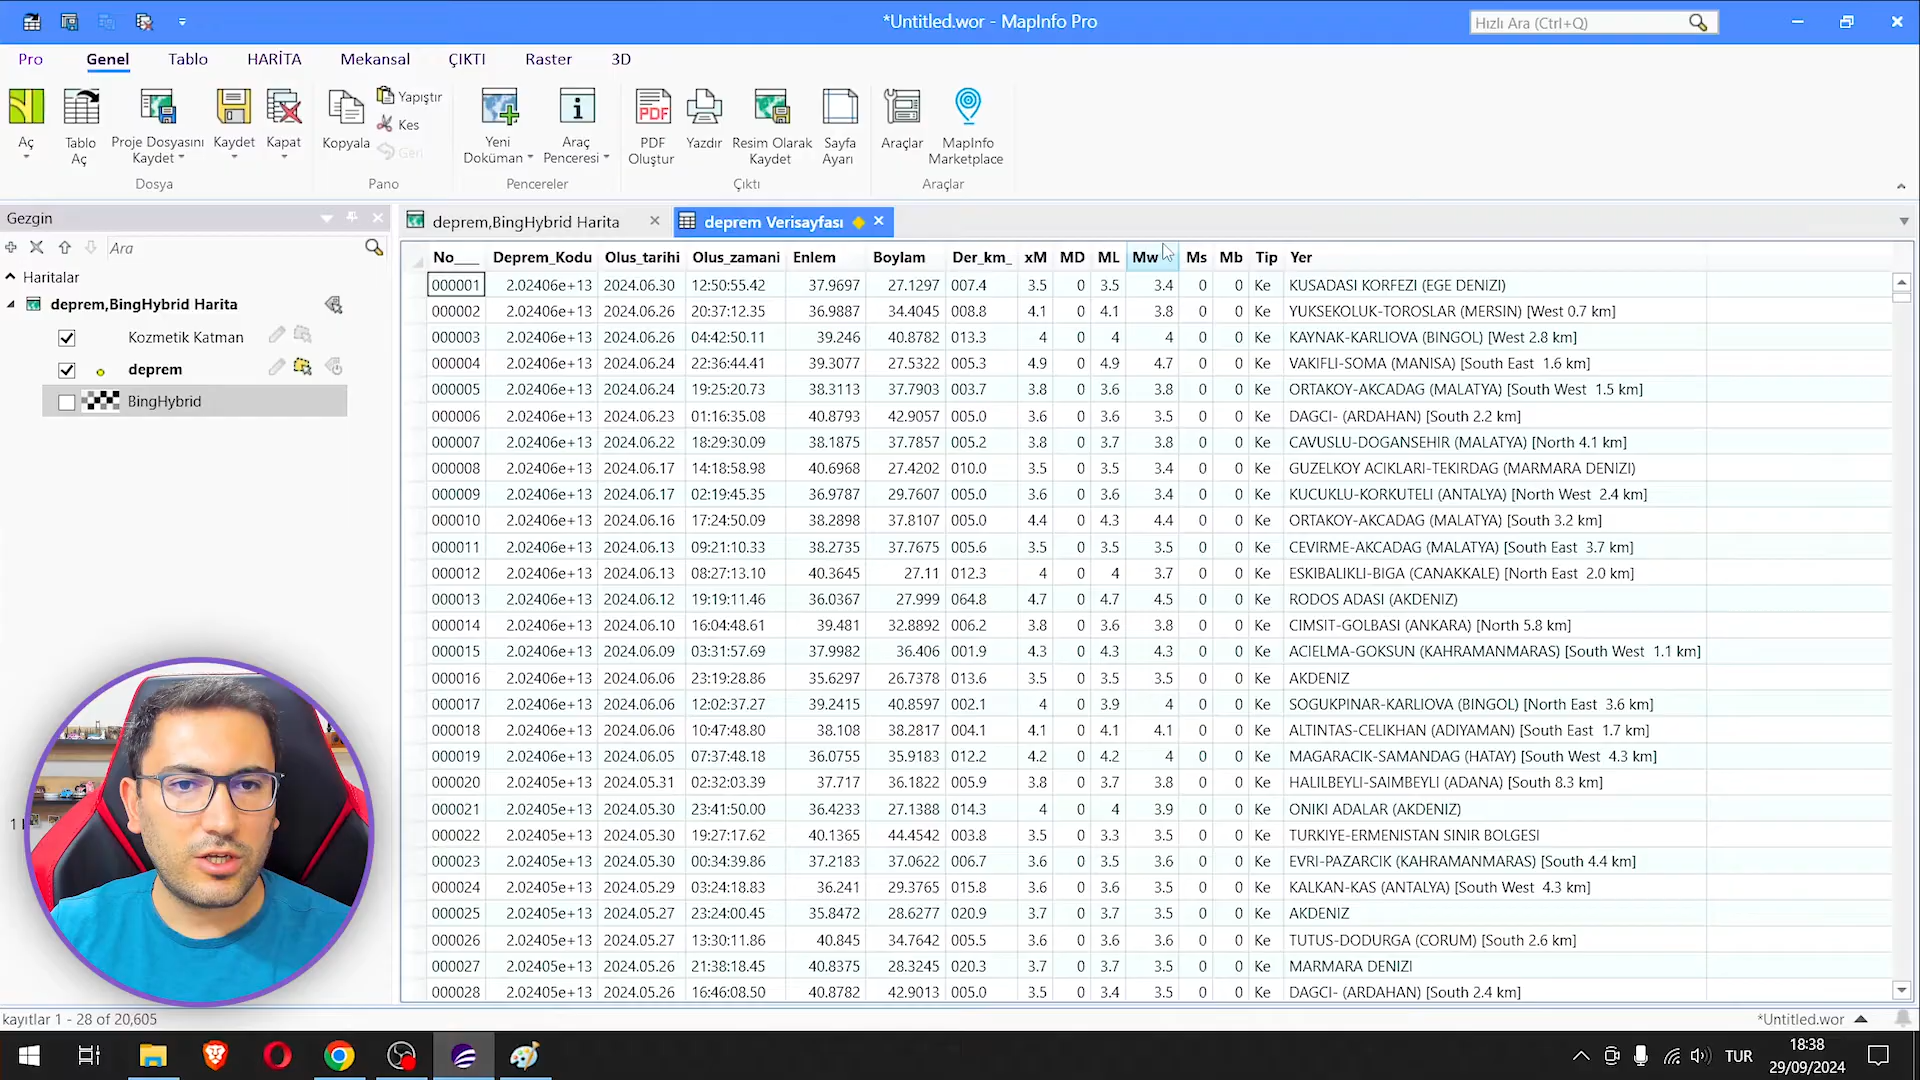 *Untitled.wor - MapInfo Pro
Hızlı Ara (Ctrl+Q)
Pro Genel Tablo HARİTA Mekansal ÇIKTI Raster 3D
Aç
Tablo Aç
Proje Dosyasını Kaydet
Kaydet
Kapat
Dosya
Kopyala
Yapıştır
Kes
Geri
Pano
Yeni Doküman
Araç Penceresi
Pencereler
PDF
PDF Oluştur
Yazdır
Resim Olarak Kaydet
Sayfa Ayarı
Çıktı
Araçlar
MapInfo Marketplace
Araçlar
Gezgin
Ara
Haritalar
deprem,BingHybrid Harita
Kozmetik Katman
deprem
BingHybrid
deprem,BingHybrid Harita
deprem Verisayfası
No___ Deprem_Kodu Olus_tarihi Olus_zamani Enlem Boylam Der_km_ xM MD ML Mw Ms Mb Tip Yer
000001 2.02406e+13 2024.06.30 12:50:55.42 37.9697 27.1297 007.4 3.5 0 3.5 3.4 0 0 Ke KUSADASI KORFEZI (EGE DENIZI)
000002 2.02406e+13 2024.06.26 20:37:12.35 36.9887 34.4045 008.8 4.1 0 4.1 3.8 0 0 Ke YUKSEKOLUK-TOROSLAR (MERSIN) [West 0.7 km]
000003 2.02406e+13 2024.06.26 04:42:50.11 39.246 40.8782 013.3 4 0 4 4 0 0 Ke KAYNAK-KARLIOVA (BINGOL) [West 2.8 km]
000004 2.02406e+13 2024.06.24 22:36:44.41 39.3077 27.5322 005.3 4.9 0 4.9 4.7 0 0 Ke VAKIFLI-SOMA (MANISA) [South East 1.6 km]
000005 2.02406e+13 2024.06.24 19:25:20.73 38.3113 37.7903 003.7 3.8 0 3.6 3.8 0 0 Ke ORTAKOY-AKCADAG (MALATYA) [South West 1.5 km]
000006 2.02406e+13 2024.06.23 01:16:35.08 40.8793 42.9057 005.0 3.6 0 3.6 3.5 0 0 Ke DAGCI- (ARDAHAN) [South 2.2 km]
000007 2.02406e+13 2024.06.22 18:29:30.09 38.1875 37.7857 005.2 3.8 0 3.7 3.8 0 0 Ke CAVUSLU-DOGANSEHIR (MALATYA) [North 4.1 km]
000008 2.02406e+13 2024.06.17 14:18:58.98 40.6968 27.4202 010.0 3.5 0 3.5 3.4 0 0 Ke GUZELKOY ACIKLARI-TEKIRDAG (MARMARA DENIZI)
000009 2.02406e+13 2024.06.17 02:19:45.35 36.9787 29.7607 005.0 3.6 0 3.6 3.4 0 0 Ke KUCUKLU-KORKUTELI (ANTALYA) [North West 2.4 km]
000010 2.02406e+13 2024.06.16 17:24:50.09 38.2898 37.8107 005.0 4.4 0 4.3 4.4 0 0 Ke ORTAKOY-AKCADAG (MALATYA) [South 3.2 km]
000011 2.02406e+13 2024.06.13 09:21:10.33 38.2735 37.7675 005.6 3.5 0 3.5 3.5 0 0 Ke CEVIRME-AKCADAG (MALATYA) [South East 3.7 km]
000012 2.02406e+13 2024.06.13 08:27:13.10 40.3645 27.11 012.3 4 0 4 3.7 0 0 Ke ESKIBALIKLI-BIGA (CANAKKALE) [North East 2.0 km]
000013 2.02406e+13 2024.06.12 19:19:11.46 36.0367 27.999 064.8 4.7 0 4.7 4.5 0 0 Ke RODOS ADASI (AKDENIZ)
000014 2.02406e+13 2024.06.10 16:04:48.61 39.481 32.8892 006.2 3.8 0 3.6 3.8 0 0 Ke CIMSIT-GOLBASI (ANKARA) [North 5.8 km]
000015 2.02406e+13 2024.06.09 03:31:57.69 37.9982 36.406 001.9 4.3 0 4.3 4.3 0 0 Ke ACIELMA-GOKSUN (KAHRAMANMARAS) [South West 1.1 km]
000016 2.02406e+13 2024.06.06 23:19:28.86 35.6297 26.7378 013.6 3.5 0 3.5 3.5 0 0 Ke AKDENIZ
000017 2.02406e+13 2024.06.06 12:02:37.27 39.2415 40.8597 002.1 4 0 3.9 4 0 0 Ke SOGUKPINAR-KARLIOVA (BINGOL) [North East 3.6 km]
000018 2.02406e+13 2024.06.06 10:47:48.80 38.108 38.2817 004.1 4.1 0 4.1 4.1 0 0 Ke ALTINTAS-CELIKHAN (ADIYAMAN) [South East 1.7 km]
000019 2.02406e+13 2024.06.05 07:37:48.18 36.0755 35.9183 012.2 4.2 0 4.2 4 0 0 Ke MAGARACIK-SAMANDAG (HATAY) [South West 4.3 km]
000020 2.02405e+13 2024.05.31 02:32:03.39 37.717 36.1822 005.9 3.8 0 3.7 3.8 0 0 Ke HALILBEYLI-SAIMBEYLI (ADANA) [South 8.3 km]
000021 2.02405e+13 2024.05.30 23:41:50.00 36.4233 27.1388 014.3 4 0 4 3.9 0 0 Ke ONIKI ADALAR (AKDENIZ)
000022 2.02405e+13 2024.05.30 19:27:17.62 40.1365 44.4542 003.8 3.5 0 3.3 3.5 0 0 Ke TURKIYE-ERMENISTAN SINIR BOLGESI
000023 2.02405e+13 2024.05.30 00:34:39.86 37.2183 37.0622 006.7 3.6 0 3.5 3.6 0 0 Ke EVRI-PAZARCIK (KAHRAMANMARAS) [South 4.4 km]
000024 2.02405e+13 2024.05.29 03:24:18.83 36.241 29.3765 015.8 3.6 0 3.6 3.5 0 0 Ke KALKAN-KAS (ANTALYA) [South West 4.3 km]
000025 2.02405e+13 2024.05.27 23:24:00.45 35.8472 28.6277 020.9 3.7 0 3.7 3.5 0 0 Ke AKDENIZ
000026 2.02405e+13 2024.05.27 13:30:11.86 40.845 34.7642 005.5 3.6 0 3.6 3.6 0 0 Ke TUTUS-DODURGA (CORUM) [South 2.6 km]
000027 2.02405e+13 2024.05.26 21:38:18.45 40.8375 28.3245 020.3 3.7 0 3.7 3.5 0 0 Ke MARMARA DENIZI
000028 2.02405e+13 2024.05.26 16:46:08.50 40.8782 42.9013 005.0 3.5 0 3.4 3.5 0 0 Ke DAGCI- (ARDAHAN) [South 2.4 km]
kayıtlar 1 - 28 of 20,605
*Untitled.wor
TUR
18:38
29/09/2024